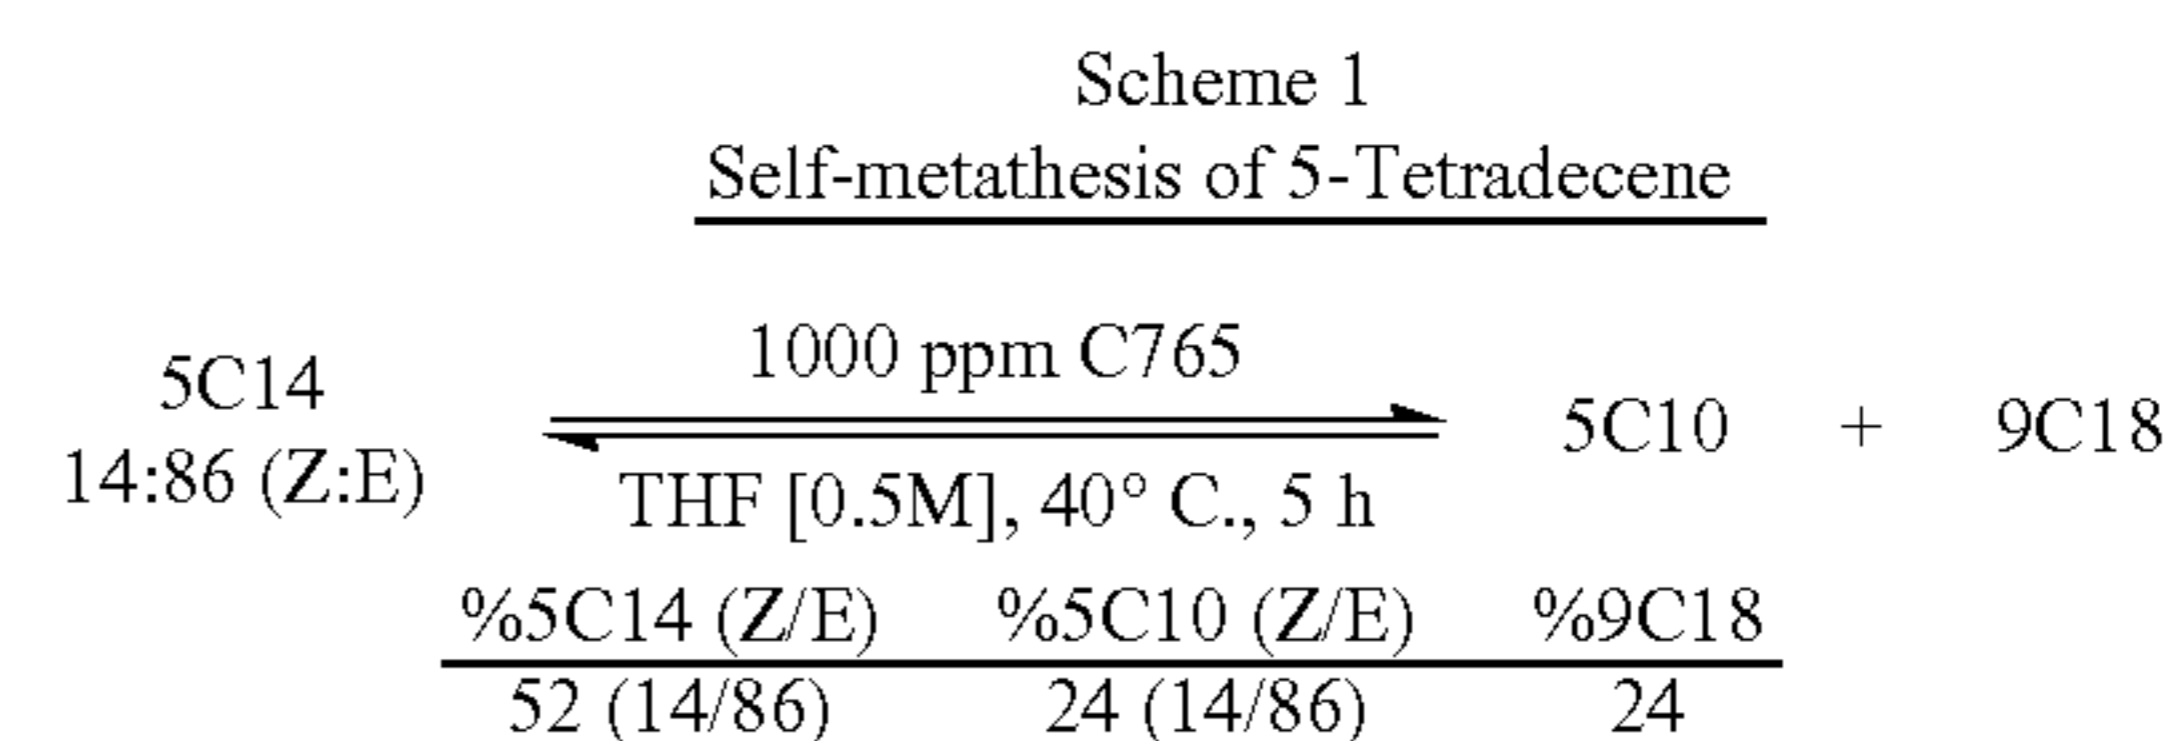 Scheme 1
Self-metathesis of 5-Tetradecene
1000 ppm C765
5C14
14:86 (Z:E)
5C10 + 9C18
THF [0.5M], 40° C., 5 h
%5C14 (Z/E) %5C10 (Z/E) %9C18
52 (14/86) 24 (14/86) 24